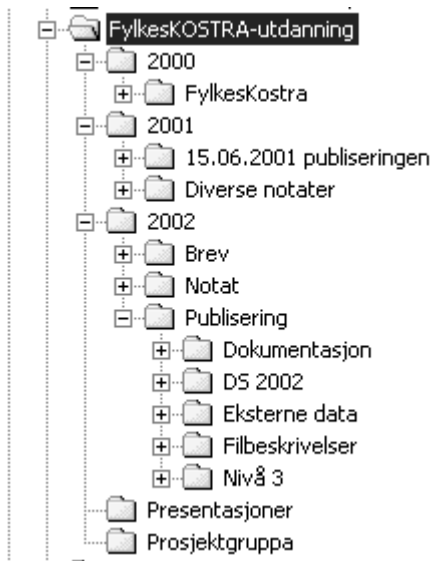 FylkesKOSTRA-utdanning
2000
FylkesKostra
2001
15.06.2001 publiseringen
Diverse notater
2002
Brev
Notat
Publisering
Dokumentasjon
DS 2002
Eksterne data
Filbeskrivelser
Nivå 3
Presentasjoner
Prosjektgruppa